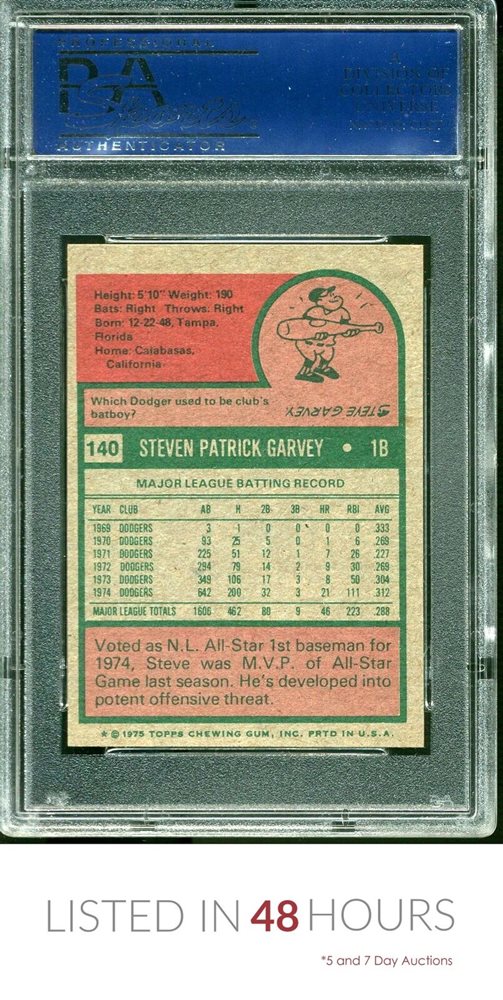 PROFESSIONAL
PSA
AUTHENTICATOR
A
DIVISION OF
COLLECTORS
UNIVERSE
Height: 5'10" Weight: 190
Bats: Right Throws: Right
Born: 12-22-48, Tampa,
Florida
Home: Calabasas,
California
Which Dodger used to be club's
batboy?
STEVE GARVEY
140 STEVEN PATRICK GARVEY • 1B
MAJOR LEAGUE BATTING RECORD
YEAR CLUB AB H 2B 3B HR RBI AVG
1969 DODGERS 3 1 0 0 0 0 .333
1970 DODGERS 93 25 5 0 1 6 .269
1971 DODGERS 225 51 12 1 7 26 .227
1972 DODGERS 294 79 14 2 9 30 .269
1973 DODGERS 349 106 17 3 8 50 .304
1974 DODGERS 642 200 32 3 21 111 .312
MAJOR LEAGUE TOTALS 1606 462 80 9 46 223 .288
Voted as N.L. All-Star 1st baseman for
1974, Steve was M.V.P. of All-Star
Game last season. He's developed into
potent offensive threat.
★ © 1975 TOPPS CHEWING GUM, INC. PRTD IN U.S.A.
LISTED IN 48 HOURS
*5 and 7 Day Auctions